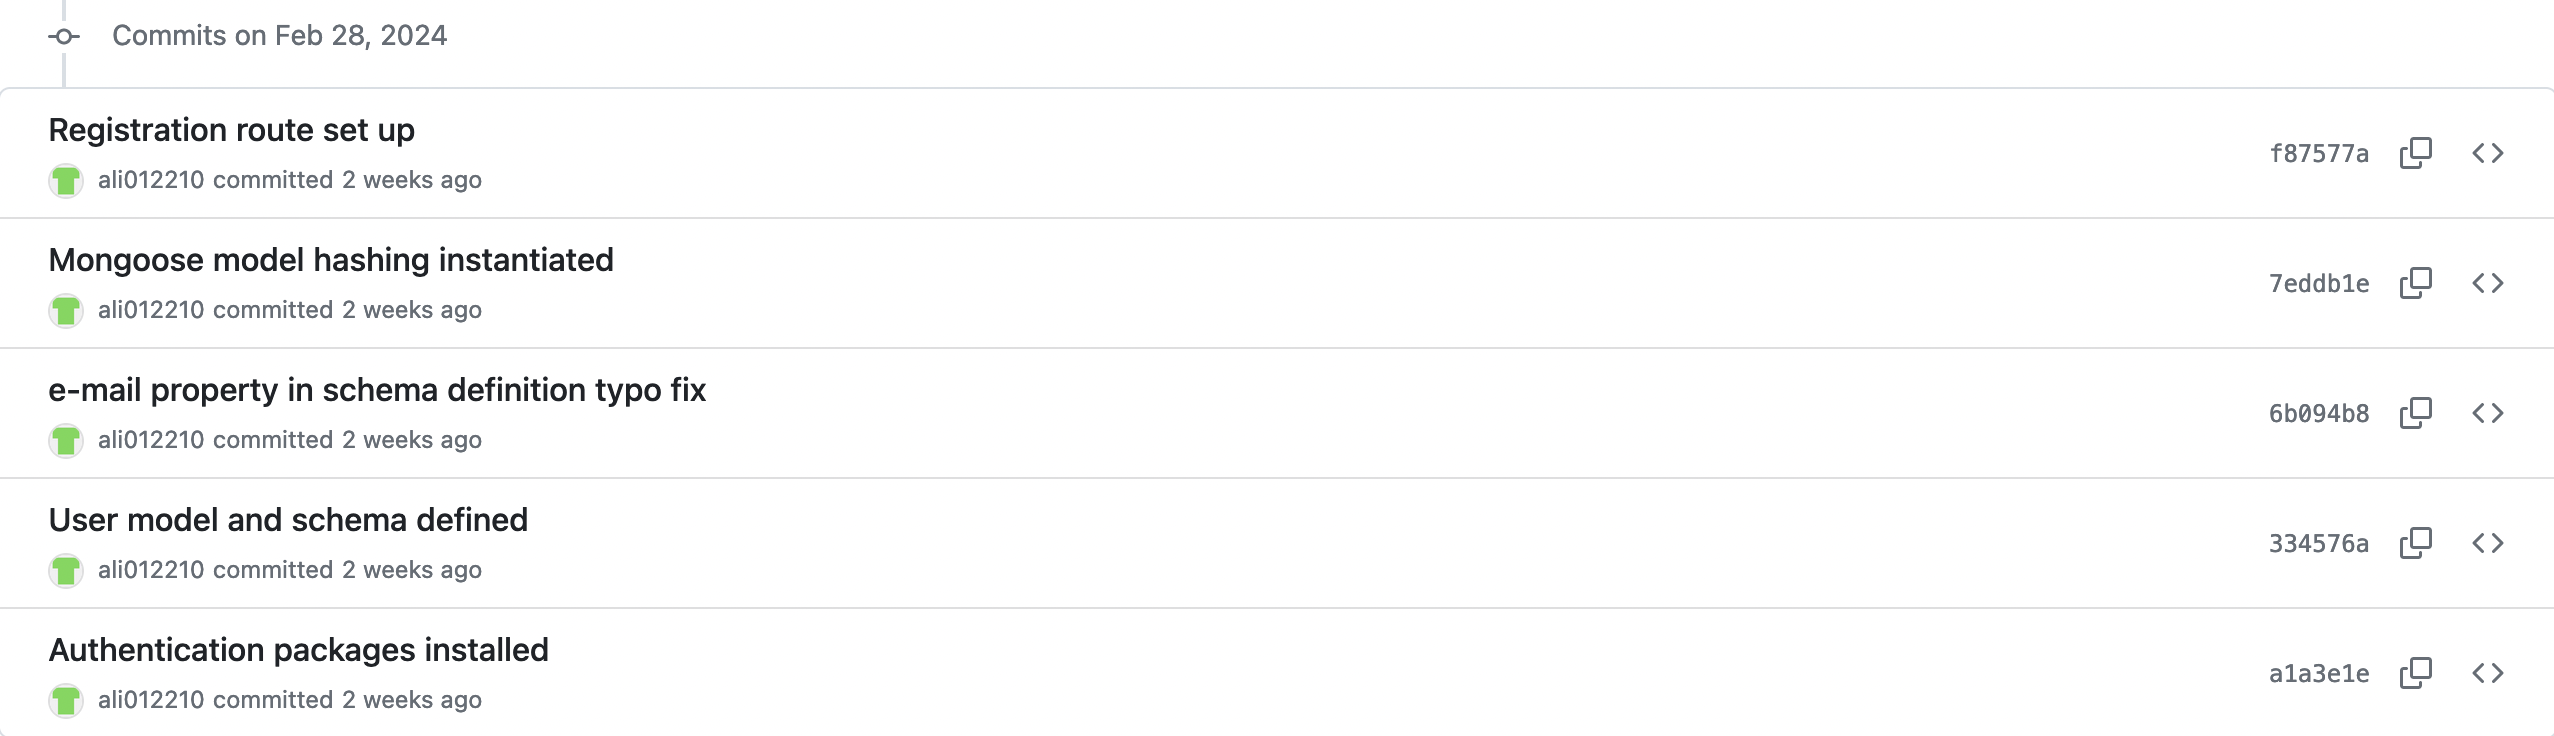 Commits on Feb 28, 2024
Registration route set up
ali012210 committed 2 weeks ago
f87577a
Mongoose model hashing instantiated
ali012210 committed 2 weeks ago
7eddb1e
e-mail property in schema definition typo fix
ali012210 committed 2 weeks ago
6b094b8
User model and schema defined
ali012210 committed 2 weeks ago
334576a
Authentication packages installed
ali012210 committed 2 weeks ago
a1a3e1e